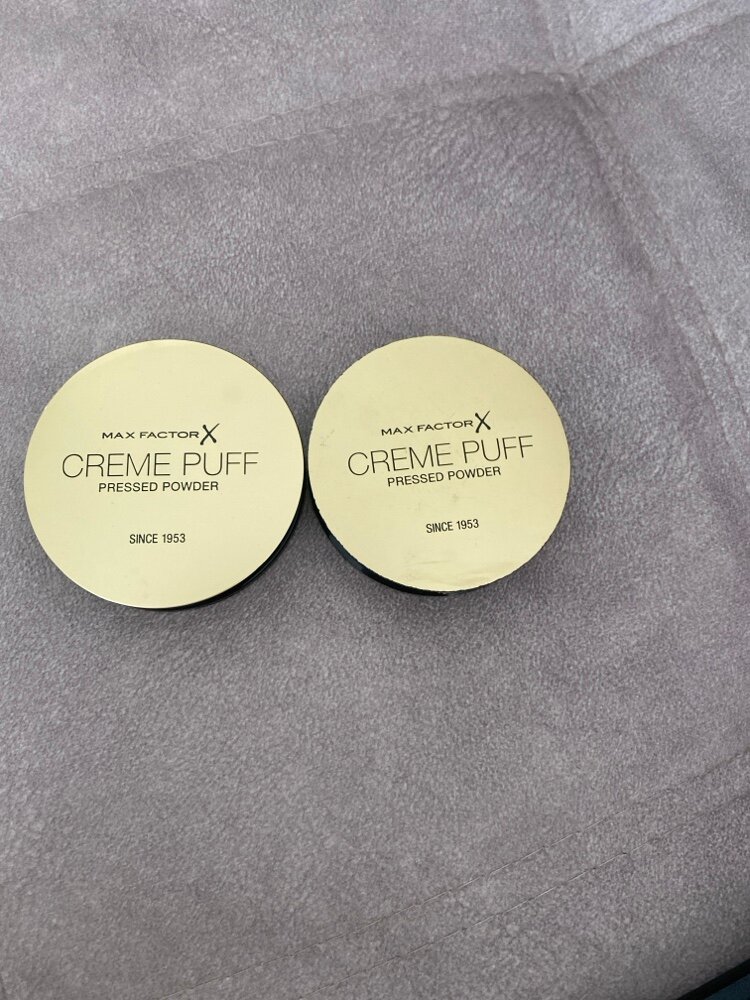 MAX FACTOR X
CREME PUFF
PRESSED POWDER
SINCE 1953
MAX FACTOR X
CREME PUFF
PRESSED POWDER
SINCE 1953